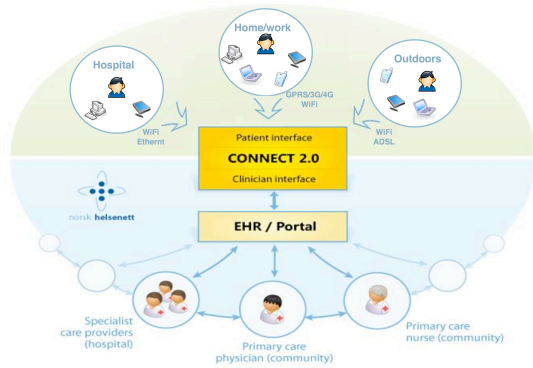 Home/work
Hospital
Outdoors
GPRS/3G/4G
WiFi
WiFi
Ethernt
WiFi
ADSL
Patient interface
CONNECT 2.0
Clinician interface
norsk helsenett
EHR / Portal
Specialist
care providers
(hospital)
Primary care
physician (community)
Primary care
nurse (community)